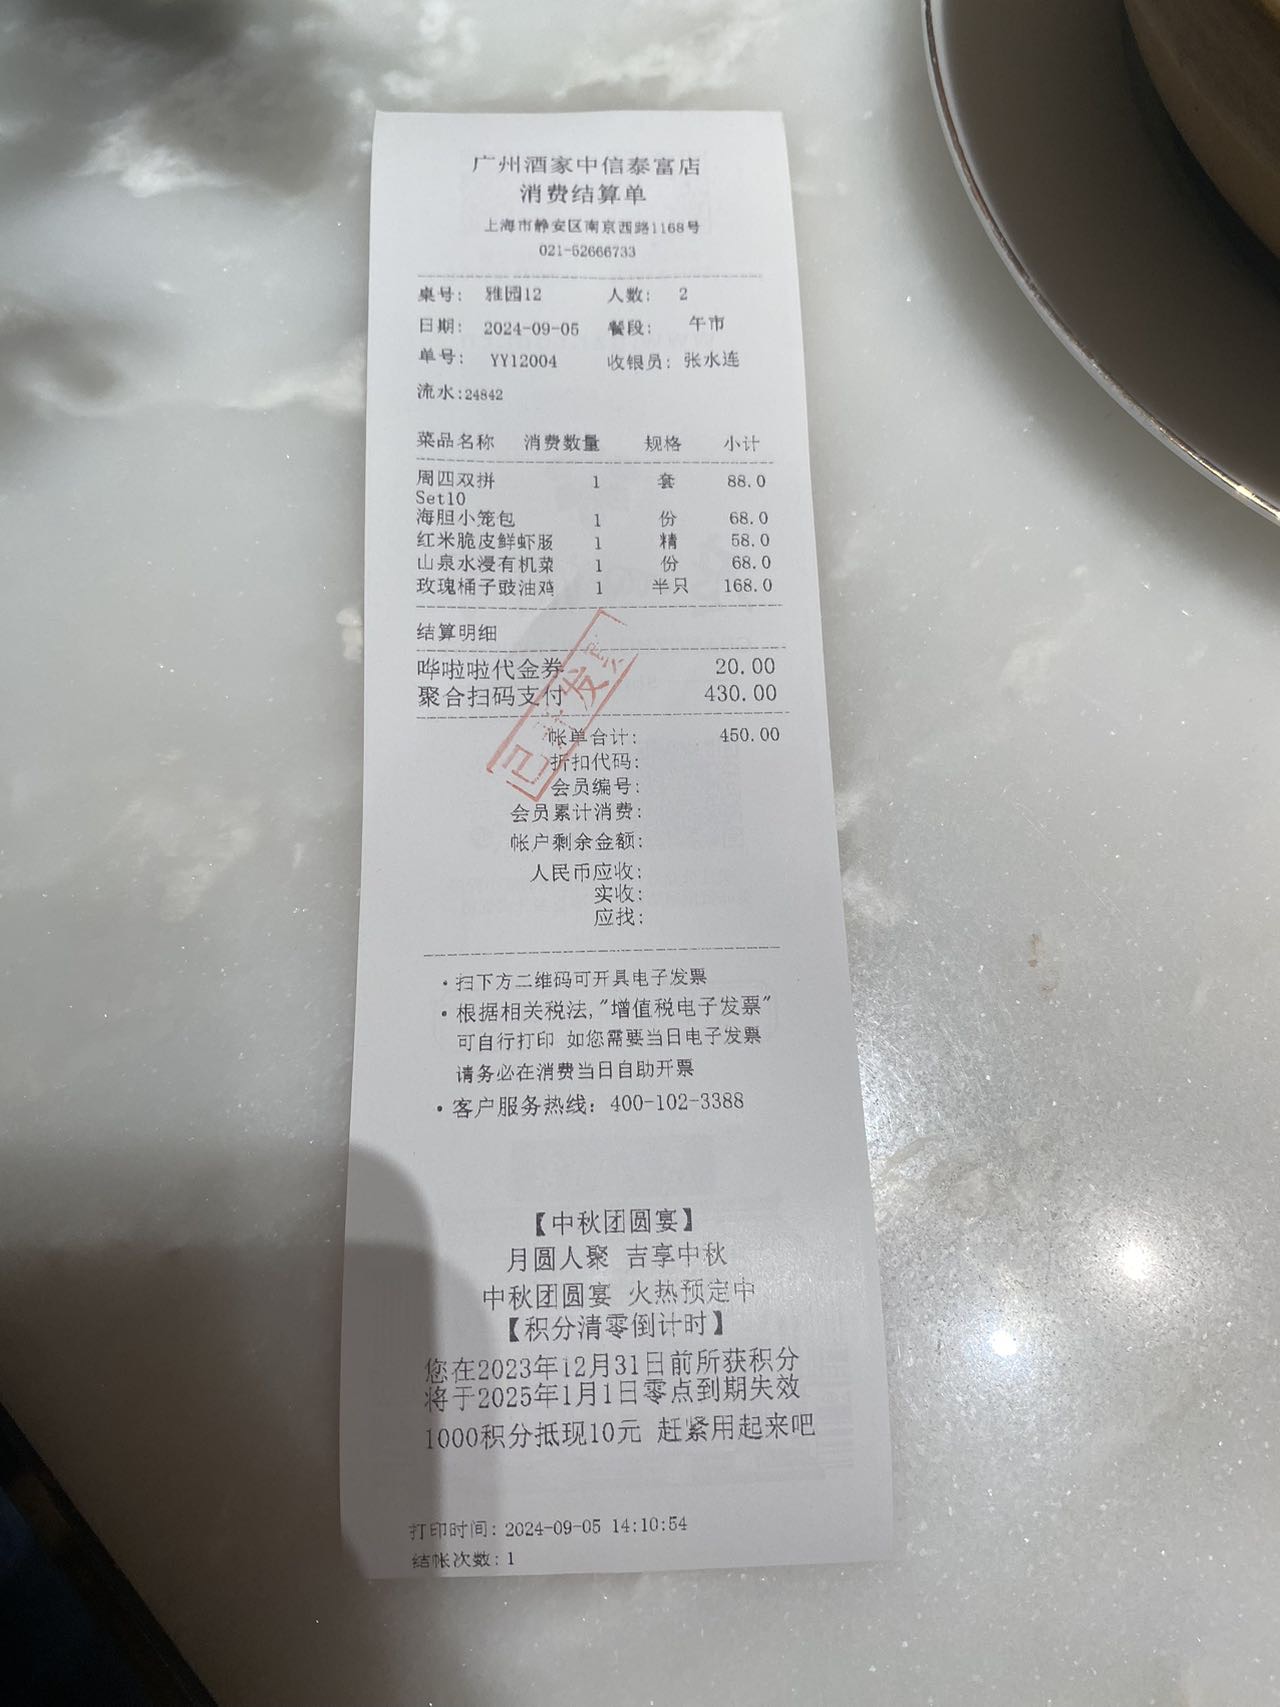 广州酒家中信泰富店
消费结算单
上海市静安区南京西路1168号
021-52666733
桌号: 雅园12 人数: 2
日期: 2024-09-05 餐段: 午市
单号: YY12004 收银员: 张水连
流水:24842
菜品名称 消费数量 规格 小计
周四双拼 1 套 88.0
Set10
海胆小笼包 1 份 68.0
红米脆皮鲜虾肠 1 精 58.0
山泉水浸有机菜 1 份 68.0
玫瑰桶子豉油鸡 1 半只 168.0
结算明细
哗啦啦代金券 20.00
聚合扫码支付 430.00
已开发票
帐单合计: 450.00
折扣代码:
会员编号:
会员累计消费:
帐户剩余金额:
人民币应收:
实收:
应找:
·扫下方二维码可开具电子发票
·根据相关税法,"增值税电子发票"
可自行打印 如您需要当日电子发票
请务必在消费当日自助开票
·客户服务热线: 400-102-3388
【中秋团圆宴】
月圆人聚 吉享中秋
中秋团圆宴 火热预定中
【积分清零倒计时】
您在2023年12月31日前所获积分
将于2025年1月1日零点到期失效
1000积分抵现10元 赶紧用起来吧
打印时间: 2024-09-05 14:10:54
结帐次数: 1